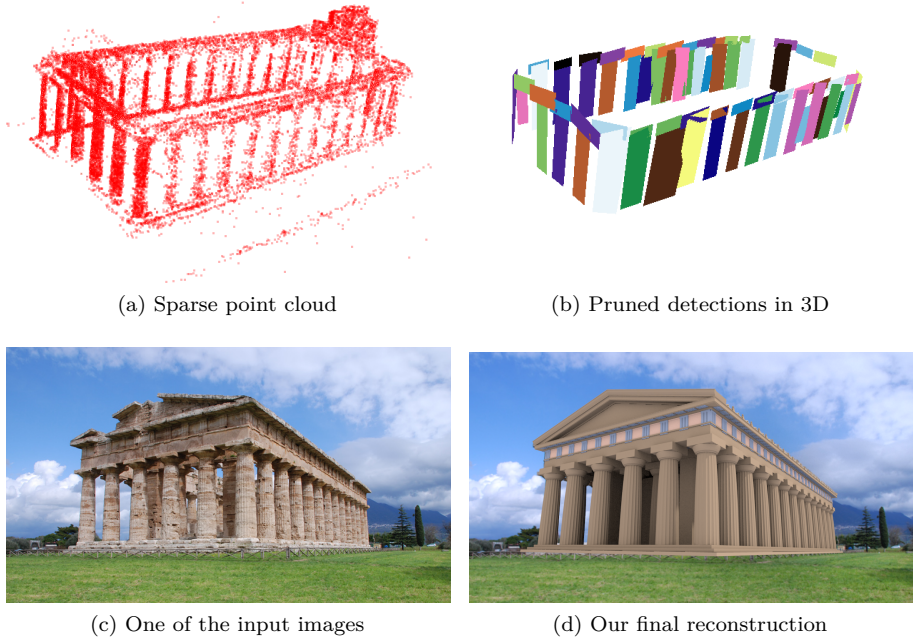 (a) Sparse point cloud
(b) Pruned detections in 3D
(c) One of the input images
(d) Our final reconstruction